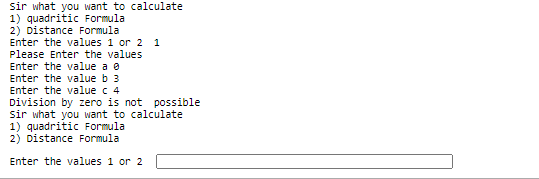 Sir what you want to calculate
1) quadritic Formula
2) Distance Formula
Enter the values 1 or 2  1
Please Enter the values
Enter the value a 0
Enter the value b 3
Enter the value c 4
Division by zero is not  possible
Sir what you want to calculate
1) quadritic Formula
2) Distance Formula
Enter the values 1 or 2